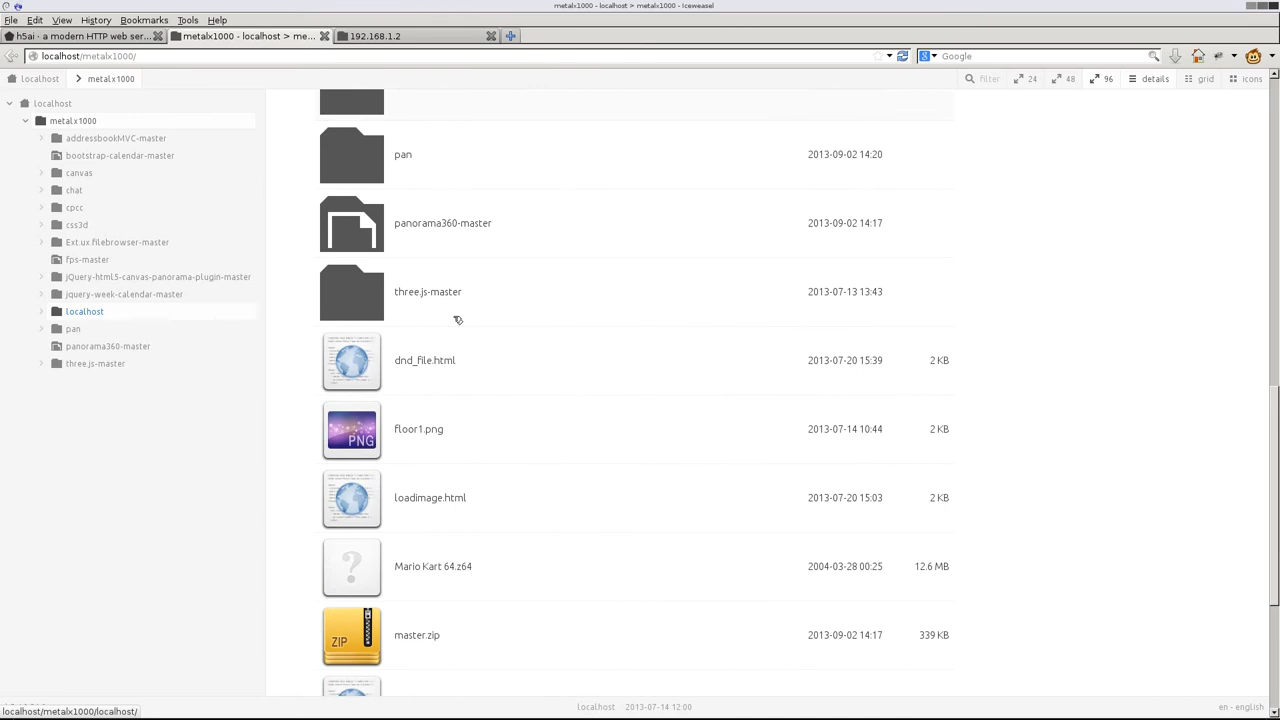 metalx1000 - localhost > metalx1000 - Iceweasel
File Edit View History Bookmarks Tools Help
h5ai · a modern HTTP web ser...
metalx1000 - localhost > me...
192.168.1.2
localhost/metalx1000/
Google
localhost
metalx1000
filter
24
48
96
details
grid
icons
localhost
metalx1000
addressbookMVC-master
bootstrap-calendar-master
canvas
chat
cpcc
css3d
Ext.ux.filebrowser-master
fps-master
jQuery-html5-canvas-panorama-plugin-master
jquery-week-calendar-master
localhost
pan
panorama360-master
three.js-master
pan 2013-09-02 14:20
panorama360-master 2013-09-02 14:17
three.js-master 2013-07-13 13:43
dnd_file.html 2013-07-20 15:39 2 KB
PNG
floor1.png 2013-07-14 10:44 2 KB
loadimage.html 2013-07-20 15:03 2 KB
?
Mario Kart 64.z64 2004-03-28 00:25 12.6 MB
ZIP
master.zip 2013-09-02 14:17 339 KB
localhost 2013-07-14 12:00
en - english
localhost/metalx1000/localhost/